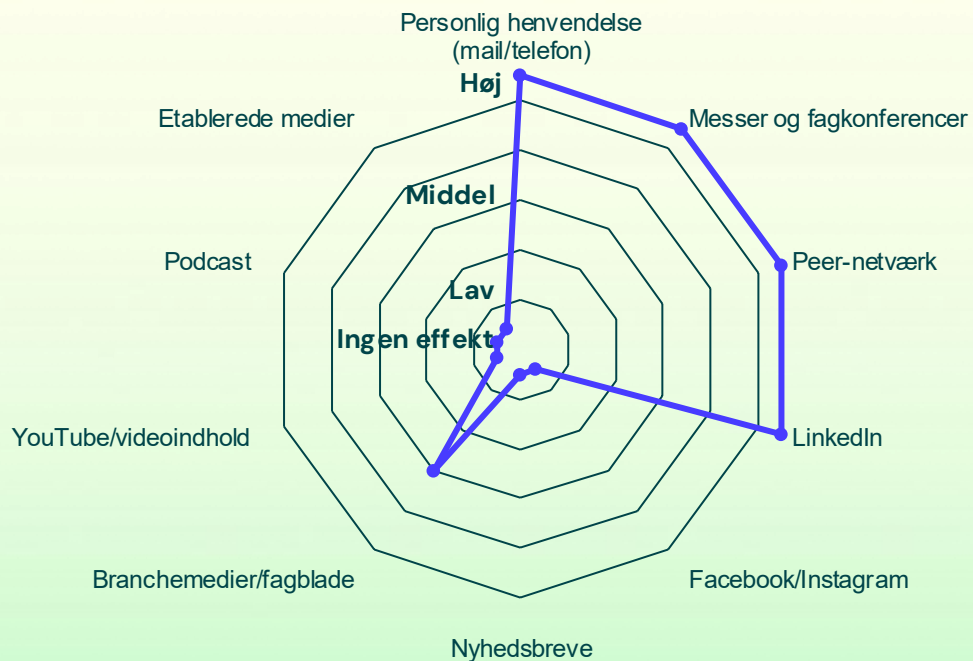 Personlig henvendelse
(mail/telefon)
Høj
Etablerede medier
Messer og fagkonferencer
Middel
Podcast
Peer-netværk
Lav
Ingen effekt
YouTube/videoindhold
LinkedIn
Branchemedier/fagblade
Facebook/Instagram
Nyhedsbreve